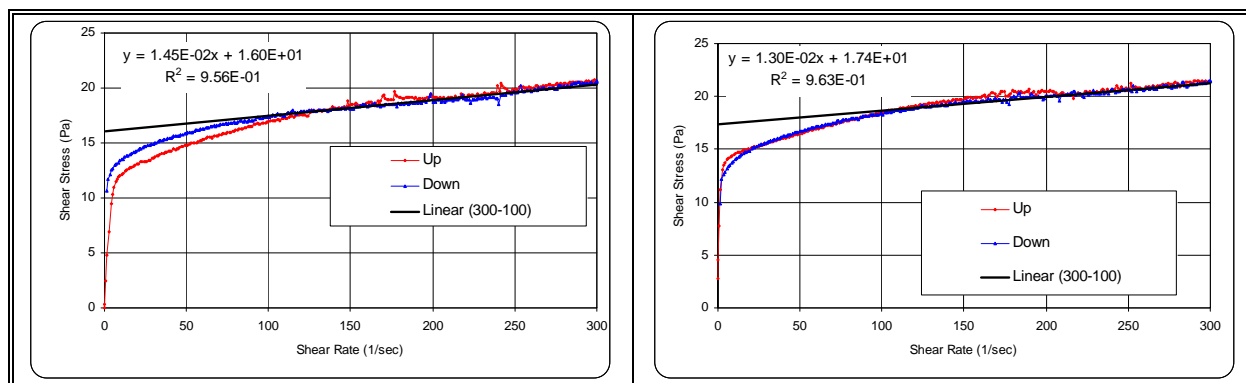 y = 1.45E-02x + 1.60E+01
R² = 9.56E-01
25
20
15
10
5
0
Shear Stress (Pa)
Up
Down
Linear (300-100)
0 50 100 150 200 250 300
Shear Rate (1/sec)
y = 1.30E-02x + 1.74E+01
R² = 9.63E-01
25
20
15
10
5
0
Shear Stress (Pa)
Up
Down
Linear (300-100)
0 50 100 150 200 250 300
Shear Rate (1/sec)